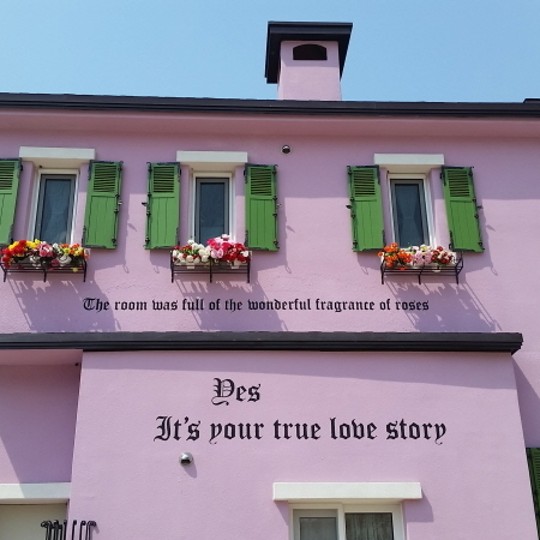 The room was full of the wonderful fragrance of roses
Yes
It's your true love story